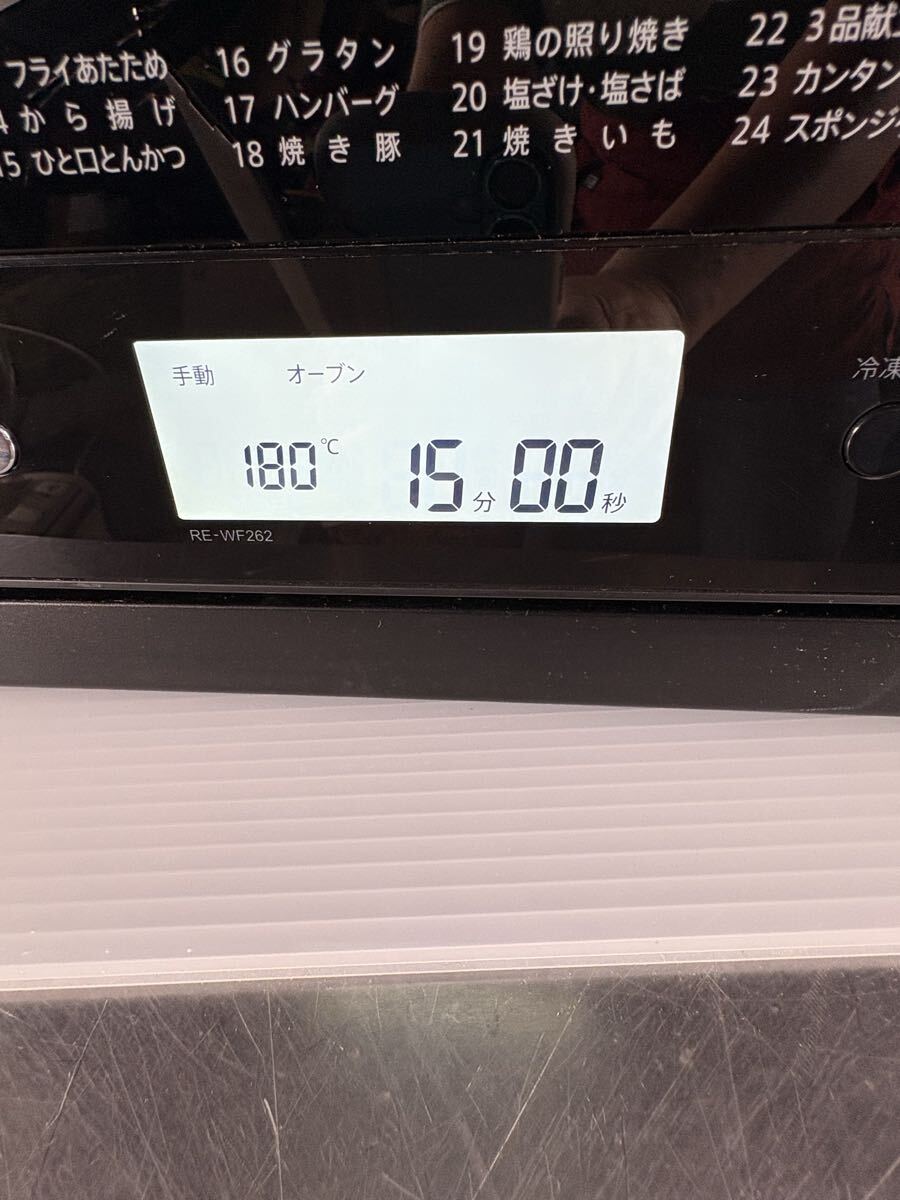 フライあたため 16 グラタン 19 鶏の照り焼き 22 3品献
から揚げ 17 ハンバーグ 20 塩ざけ・塩さば 23 カンタン
15 ひと口とんかつ 18 焼き豚 21 焼きいも 24 スポンジ
手動 オーブン
180℃ 15分00秒
冷凍
RE-WF262